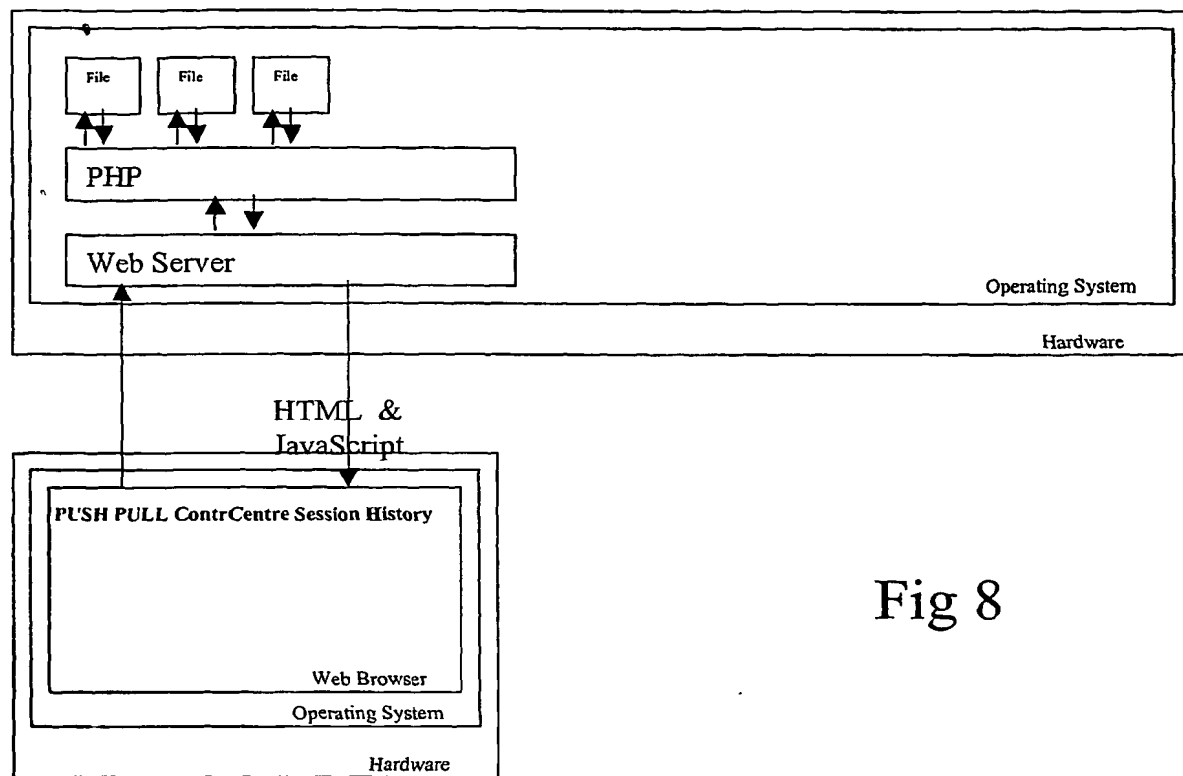 File File File
PHP
Web Server
Operating System
Hardware
HTML &
JavaScript
PUSH PULL ContrCentre Session History
Fig 8
Web Browser
Operating System
Hardware